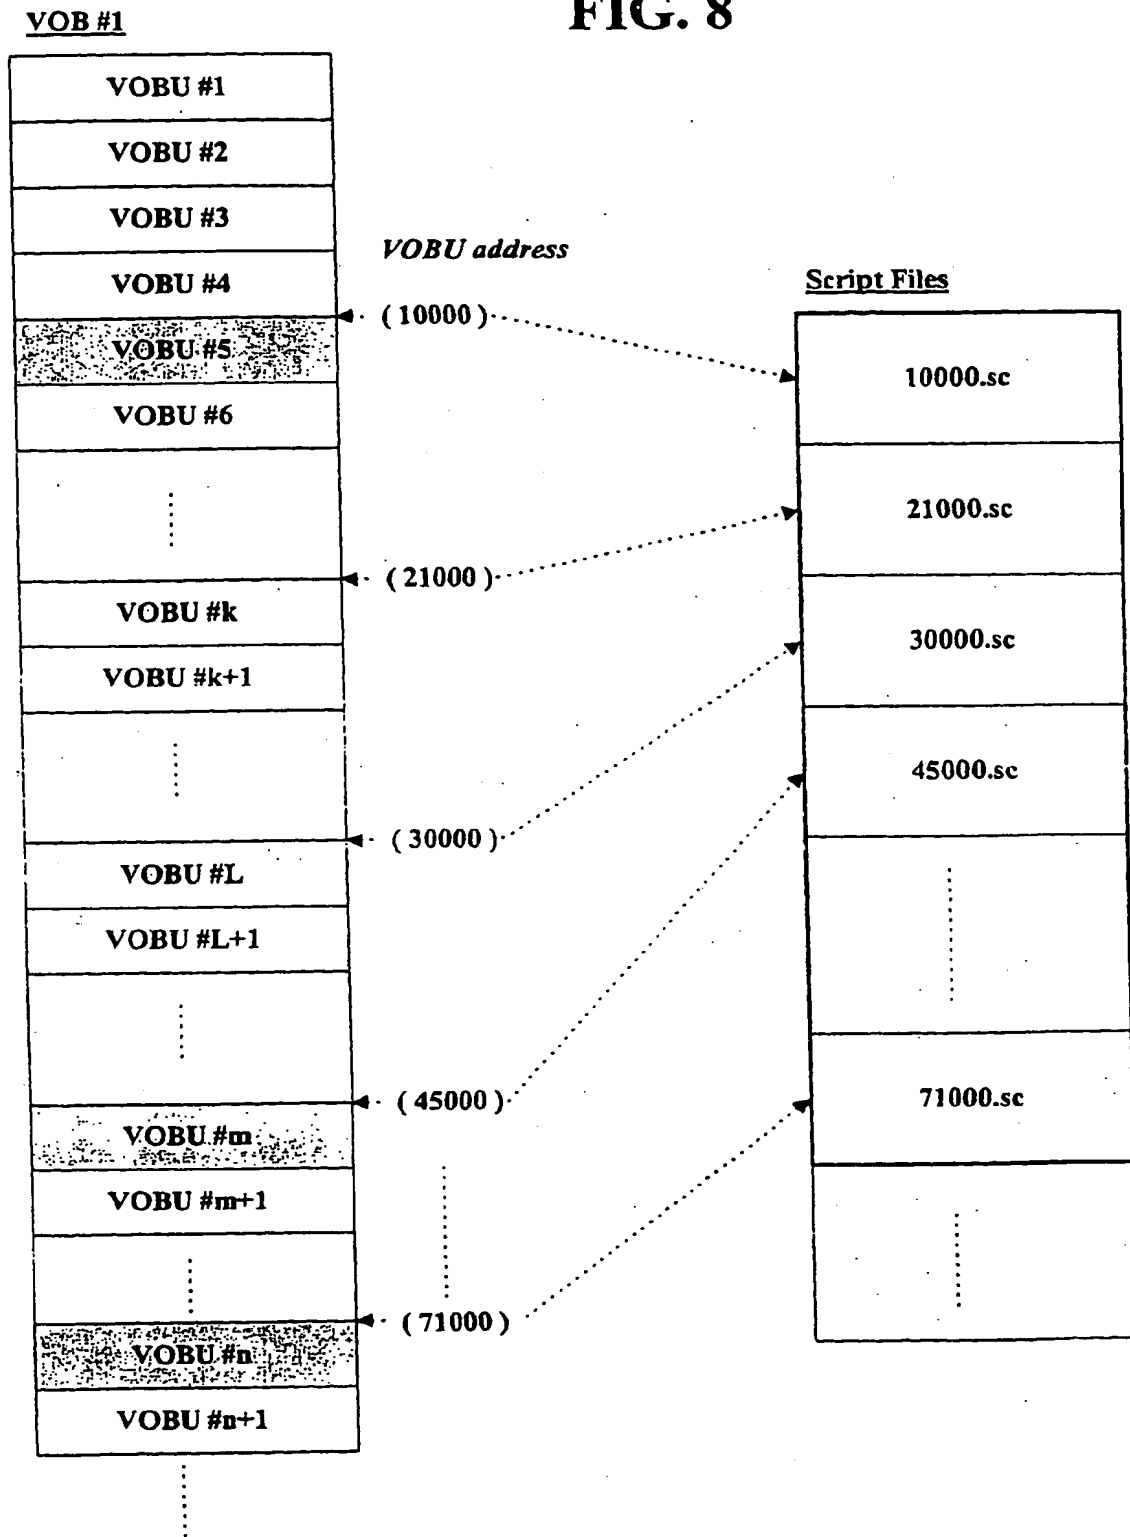 FIG. 8
VOB #1
VOBU #1
VOBU #2
VOBU #3
VOBU #4
VOBU #5
VOBU #6
VOBU #k
VOBU #k+1
VOBU #L
VOBU #L+1
VOBU #m
VOBU #m+1
VOBU #n
VOBU #n+1
VOBU address
( 10000 )
( 21000 )
( 30000 )
( 45000 )
( 71000 )
Script Files
10000.sc
21000.sc
30000.sc
45000.sc
71000.sc